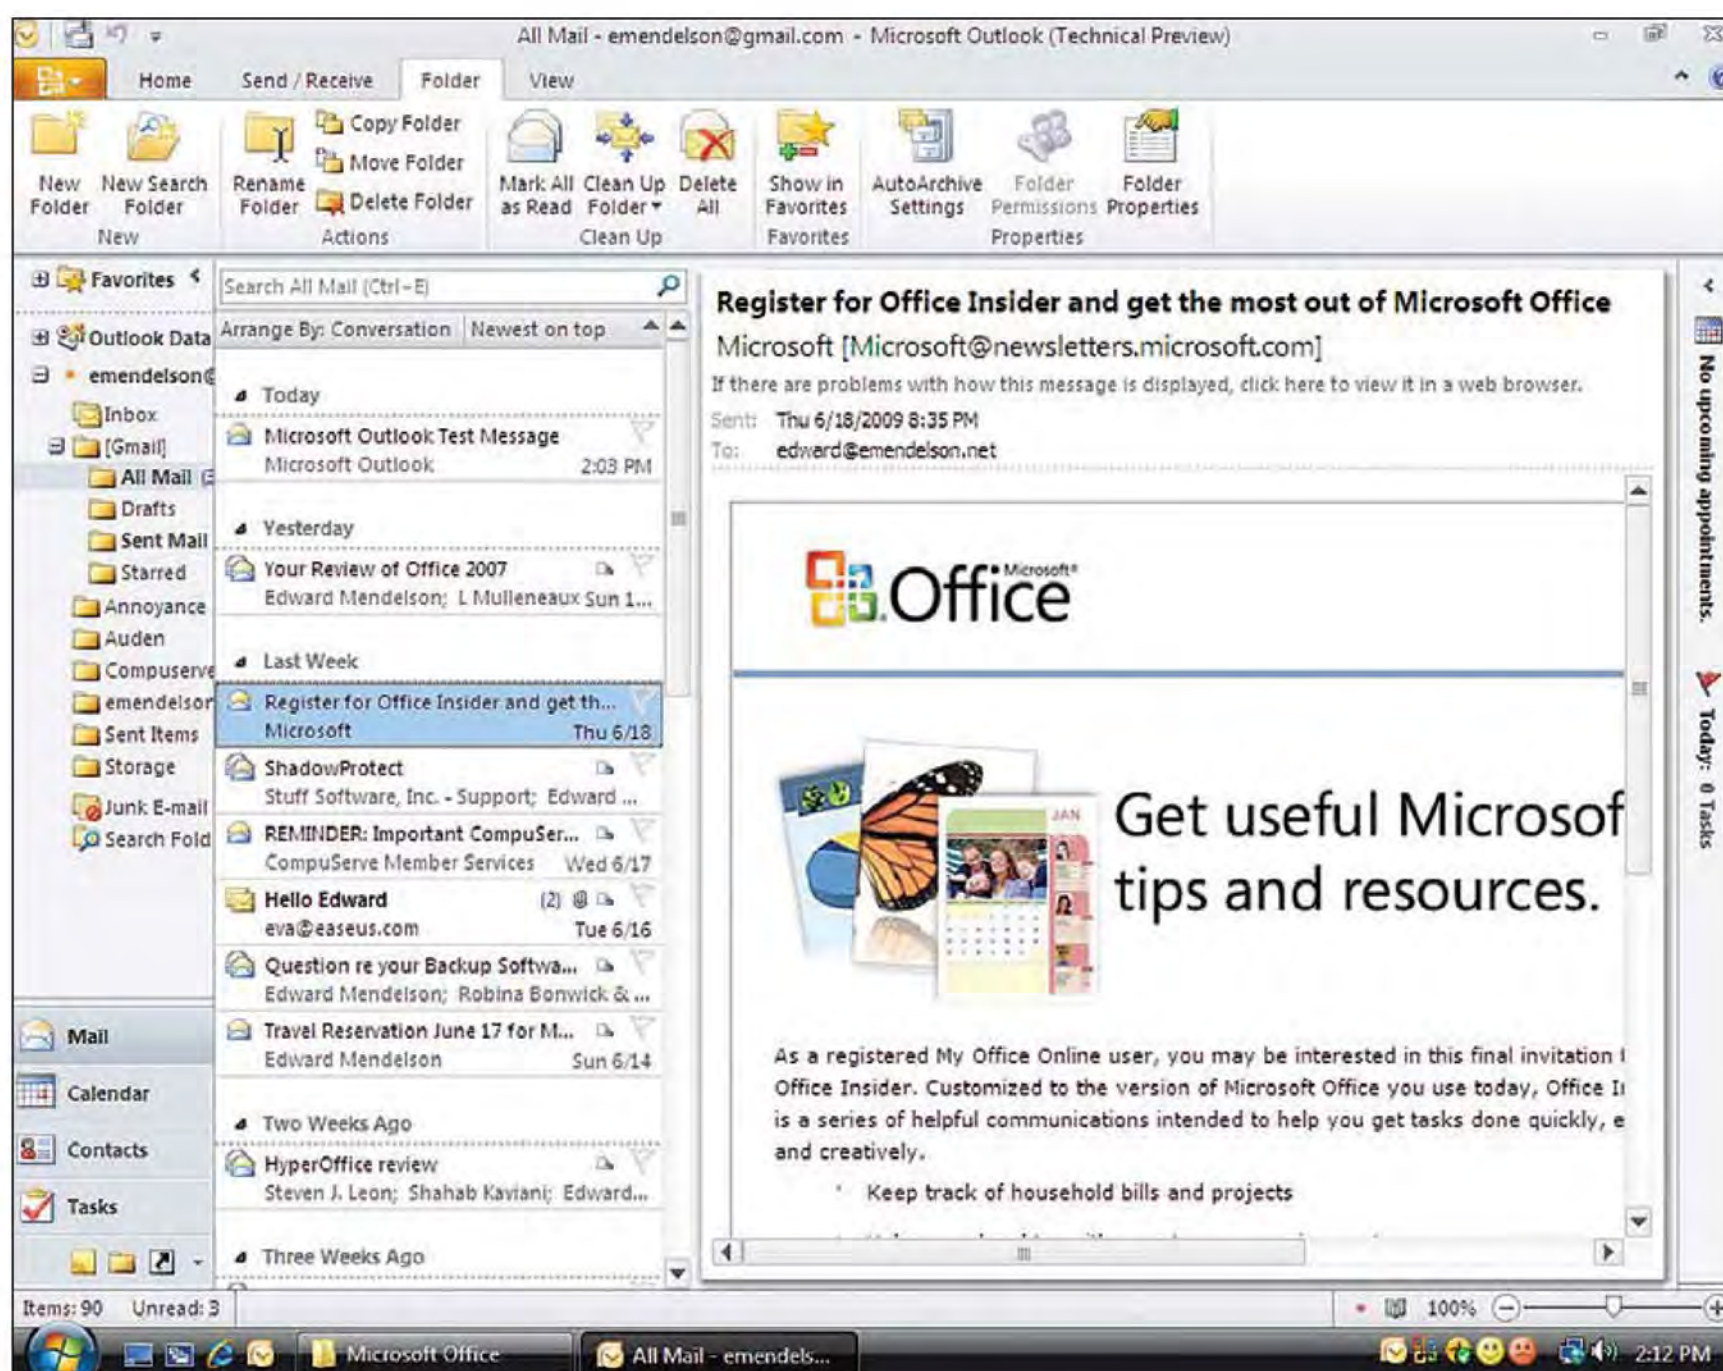 All Mail - emendelson@gmail.com - Microsoft Outlook (Technical Preview)
Home Send / Receive Folder View
New Folder
New Search Folder
New
Rename Folder
Copy Folder
Move Folder
Delete Folder
Actions
Mark All as Read
Clean Up Folder
Delete All
Clean Up
Show in Favorites
Favorites
AutoArchive Settings
Folder Permissions
Folder Properties
Properties
Favorites
Outlook Data
emendelson@
Inbox
[Gmail]
All Mail
Drafts
Sent Mail
Starred
Annoyance
Auden
Compuserve
emendelson
Sent Items
Storage
Junk E-mail
Search Fold
Mail
Calendar
Contacts
Tasks
Search All Mail (Ctrl+E)
Arrange By: Conversation Newest on top
Today
Microsoft Outlook Test Message
Microsoft Outlook 2:03 PM
Yesterday
Your Review of Office 2007
Edward Mendelson; L Mulleneaux Sun 1...
Last Week
Register for Office Insider and get th...
Microsoft Thu 6/18
ShadowProtect
Stuff Software, Inc. - Support; Edward ...
REMINDER: Important CompuSer...
CompuServe Member Services Wed 6/17
Hello Edward (2)
eva@easeus.com Tue 6/16
Question re your Backup Softwa...
Edward Mendelson; Robina Bonwick & ...
Travel Reservation June 17 for M...
Edward Mendelson Sun 6/14
Two Weeks Ago
HyperOffice review
Steven J. Leon; Shahab Kaviani; Edward...
Three Weeks Ago
Register for Office Insider and get the most out of Microsoft Office
Microsoft [Microsoft@newsletters.microsoft.com]
If there are problems with how this message is displayed, click here to view it in a web browser.
Sent: Thu 6/18/2009 8:35 PM
To: edward@emendelson.net
Microsoft®
Office
JAN
Get useful Microsof
tips and resources.
As a registered My Office Online user, you may be interested in this final invitation
Office Insider. Customized to the version of Microsoft Office you use today, Office
is a series of helpful communications intended to help you get tasks done quickly, e
and creatively.
Keep track of household bills and projects
No upcoming appointments.
Today: 0 Tasks
Items: 90 Unread: 3
100%
Microsoft Office
All Mail - emendels...
2:12 PM